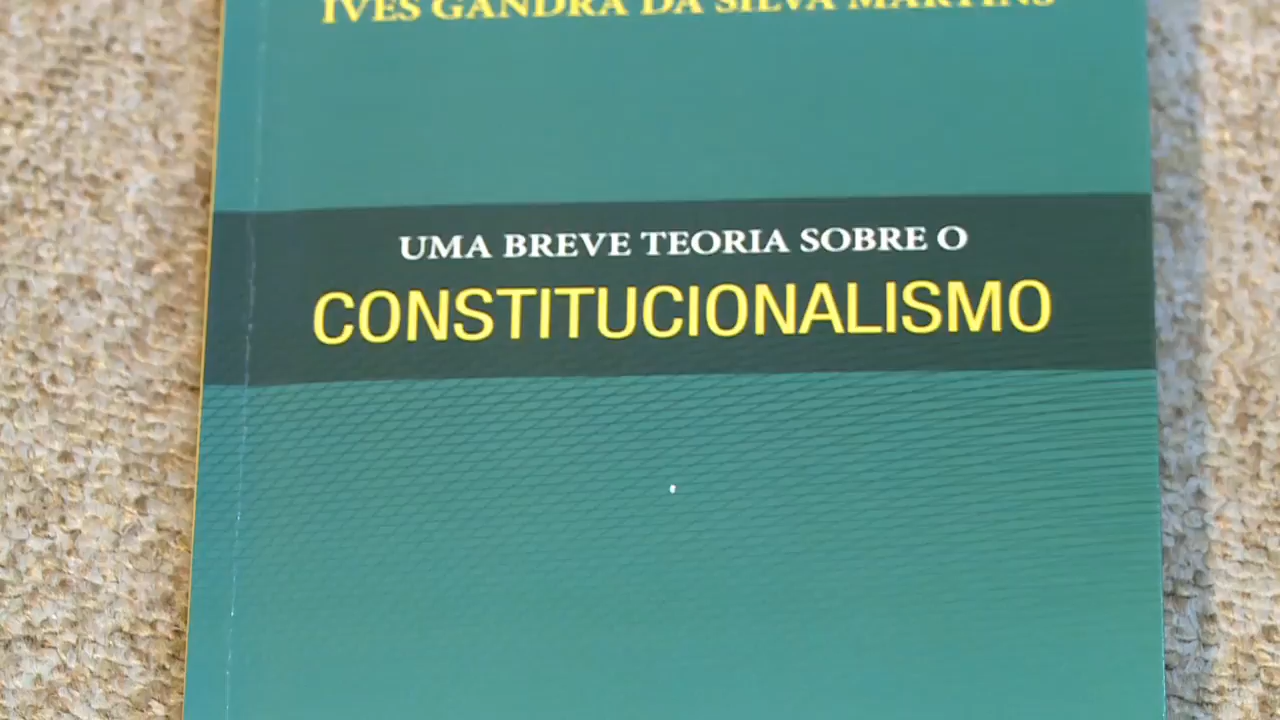 IVES GANDRA DA SILVA MARTINS
UMA BREVE TEORIA SOBRE O
CONSTITUCIONALISMO